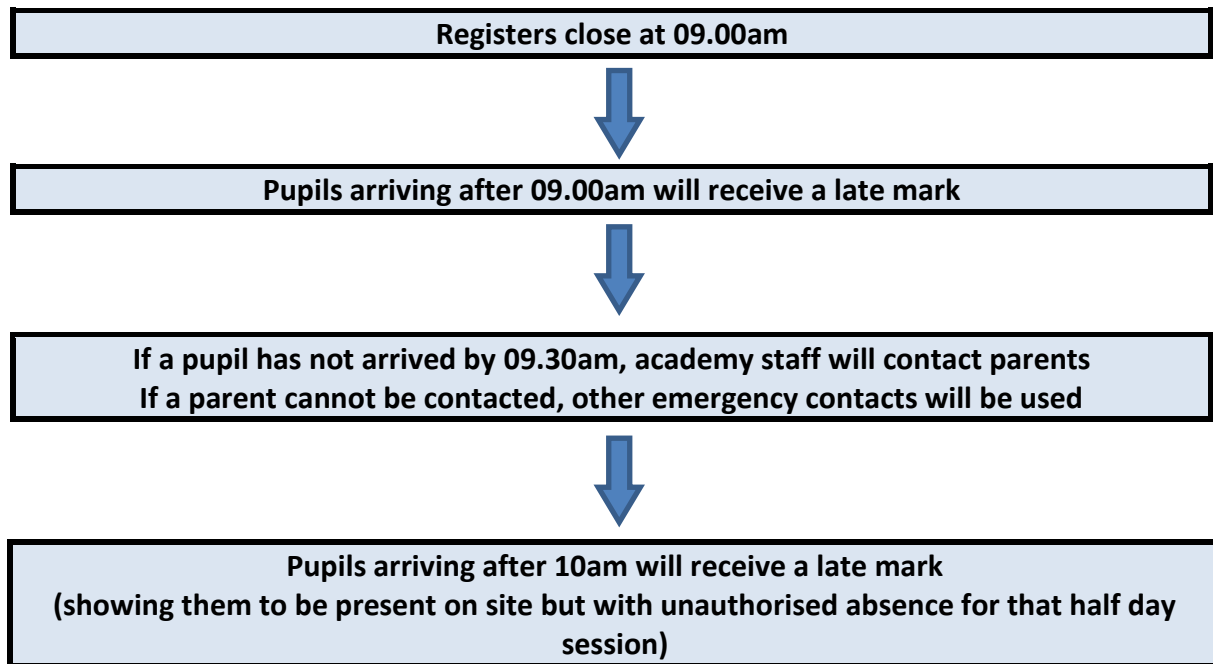 Registers close at 09.00am
Pupils arriving after 09.00am will receive a late mark
If a pupil has not arrived by 09.30am, academy staff will contact parents
If a parent cannot be contacted, other emergency contacts will be used
Pupils arriving after 10am will receive a late mark
(showing them to be present on site but with unauthorised absence for that half day
session)